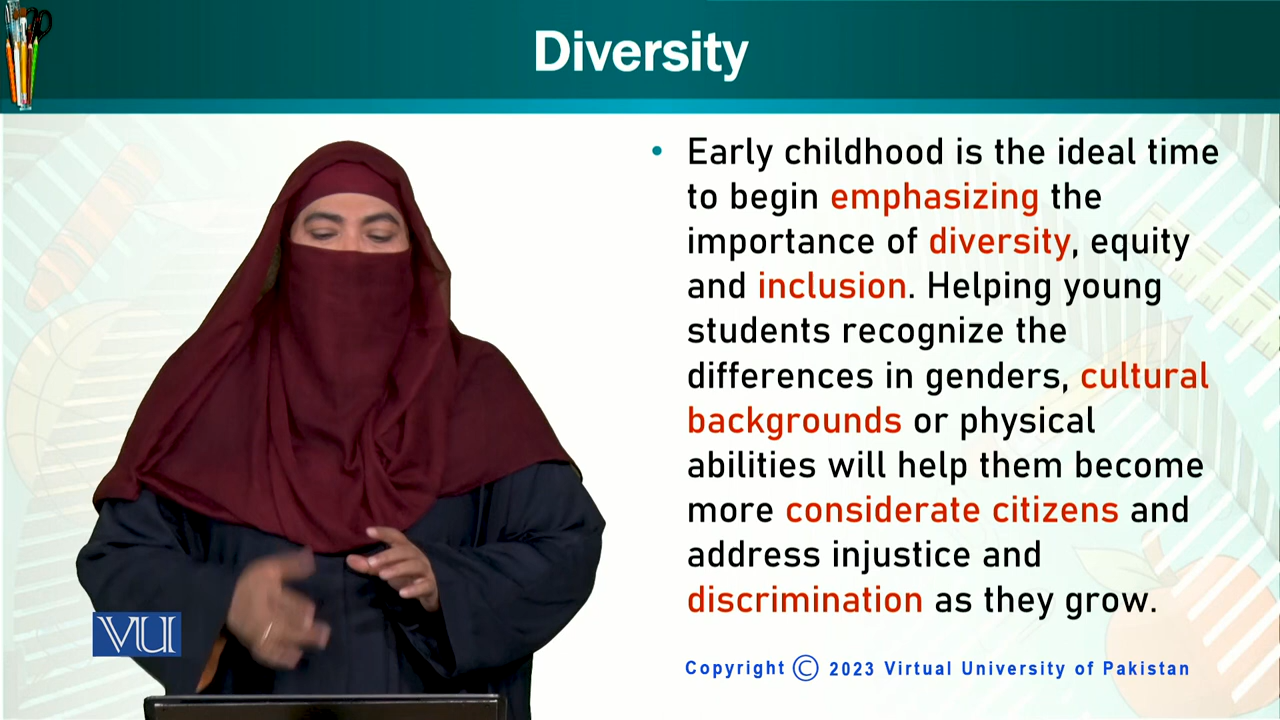 Diversity
• Early childhood is the ideal time
to begin emphasizing the
importance of diversity, equity
and inclusion. Helping young
students recognize the
differences in genders, cultural
backgrounds or physical
abilities will help them become
more considerate citizens and
address injustice and
discrimination as they grow.
VU
Copyright © 2023 Virtual University of Pakistan